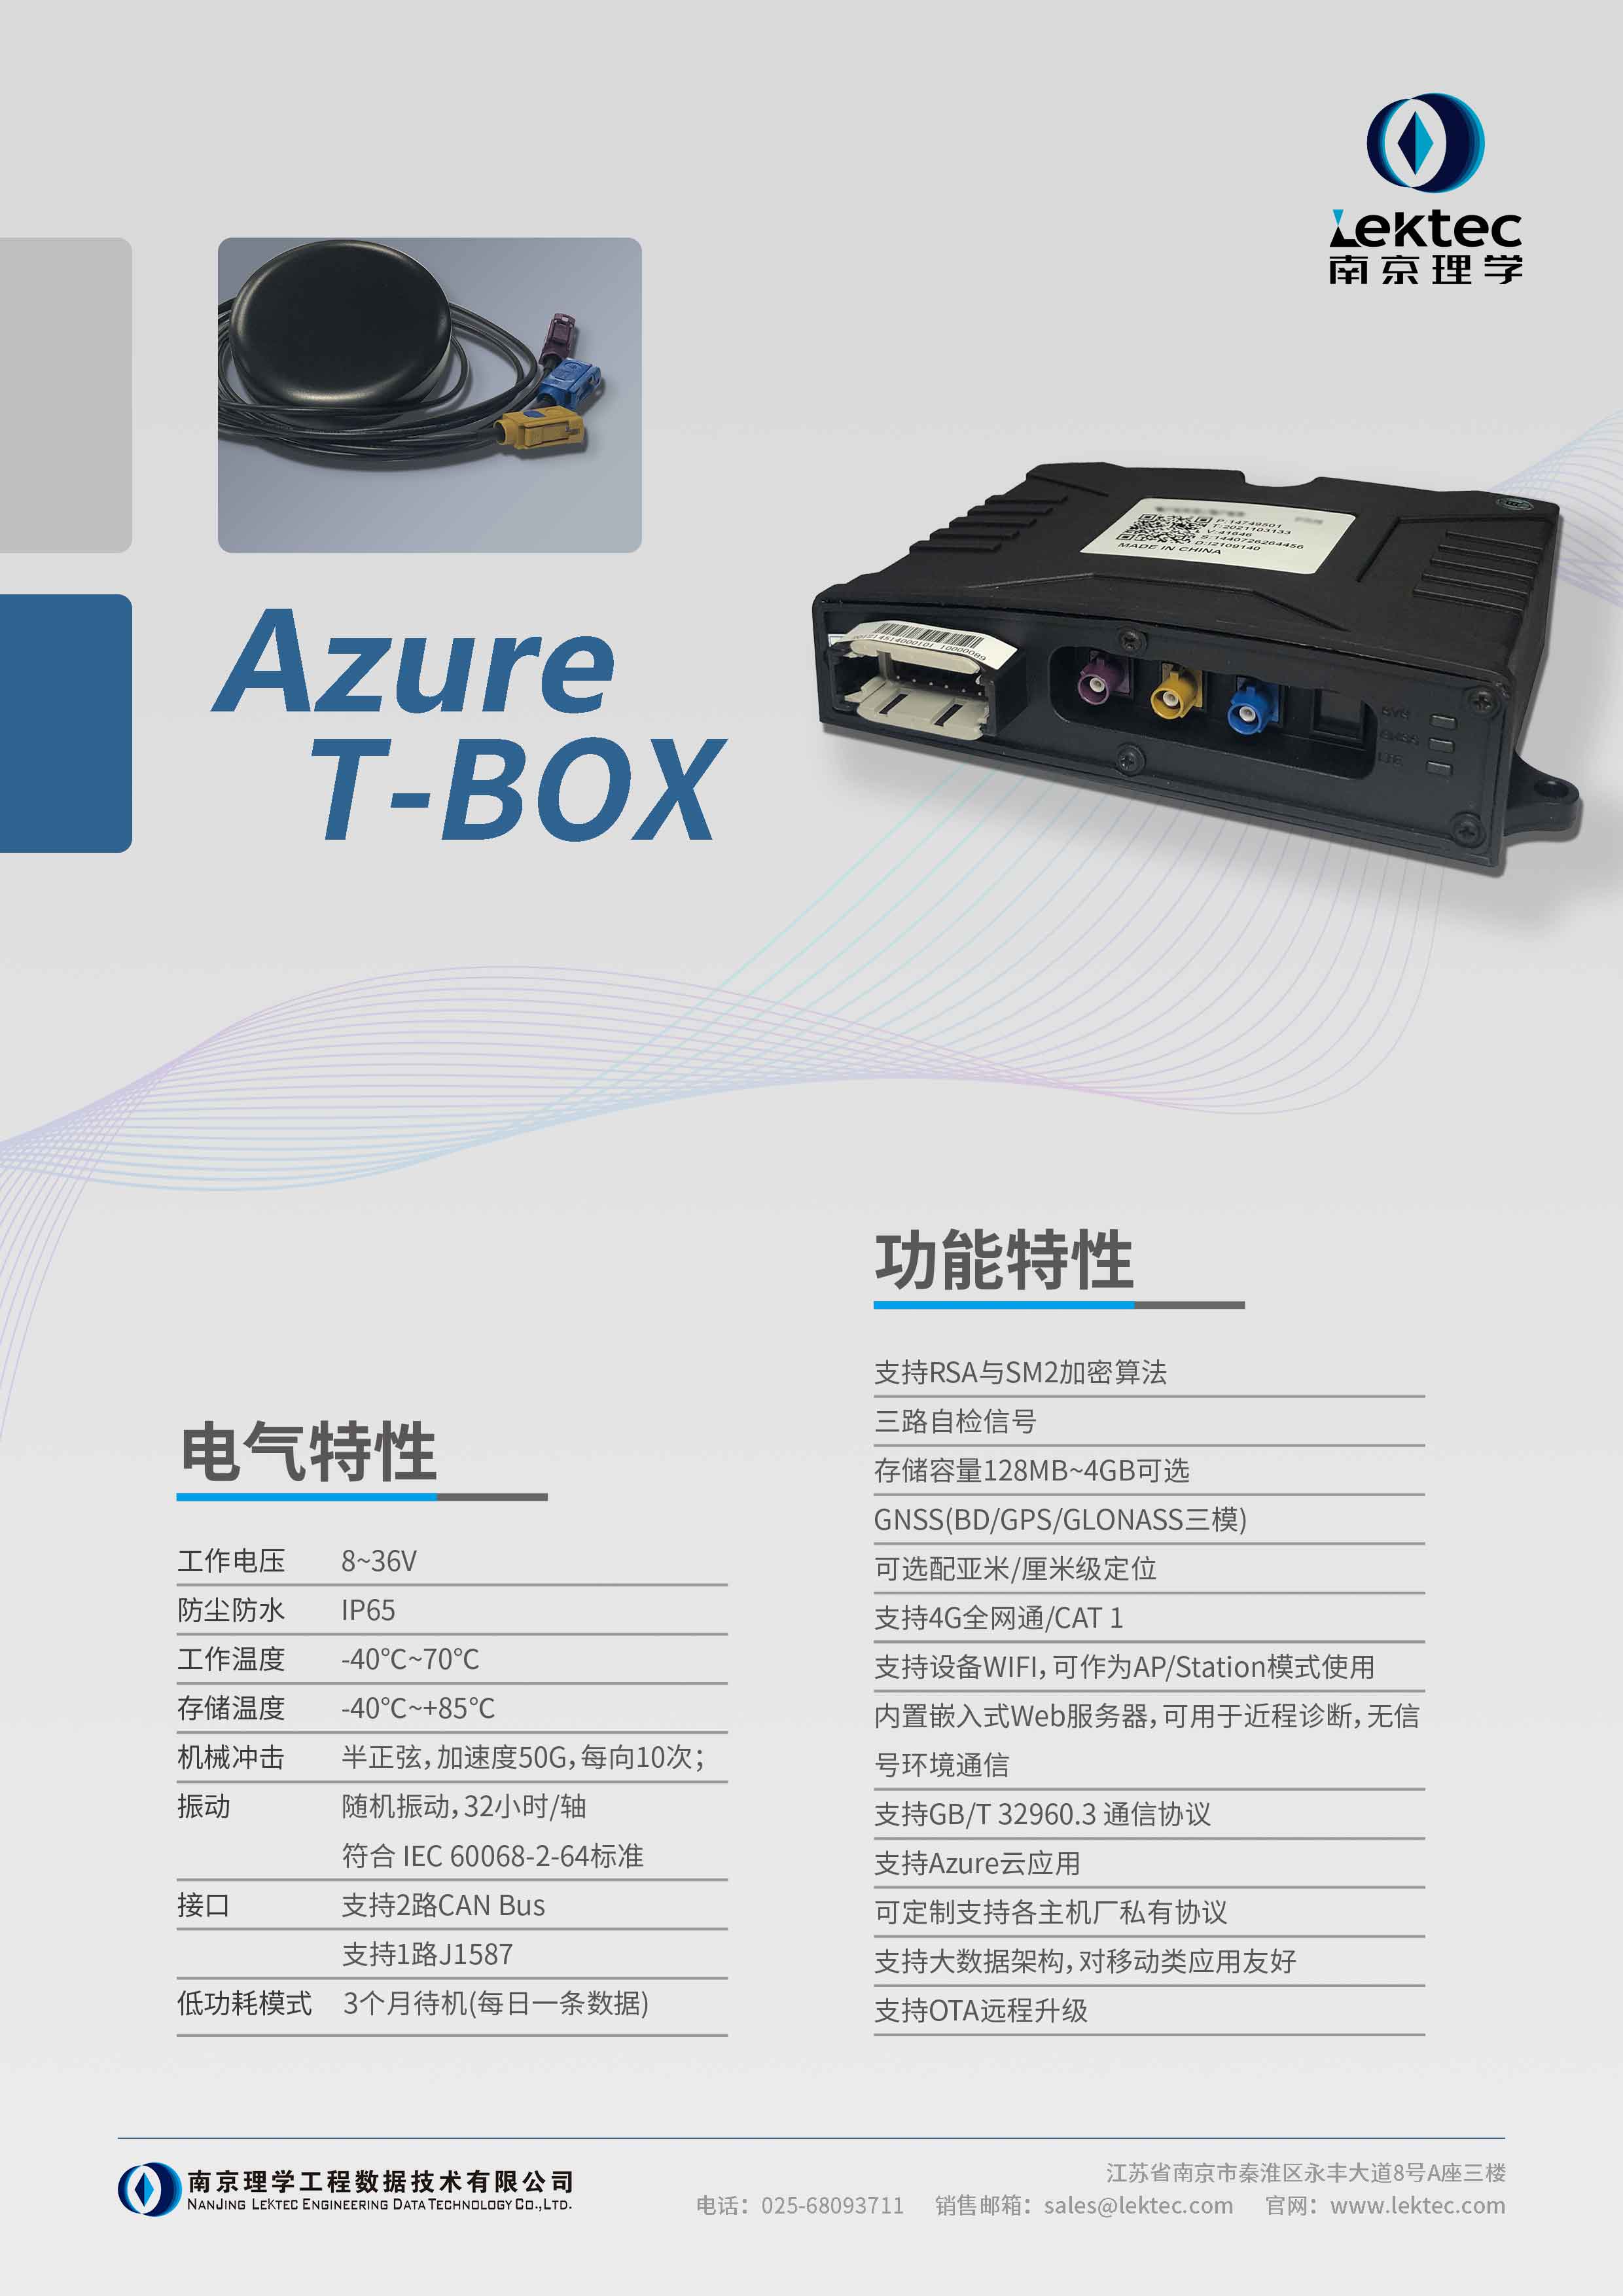 Lektec
南京理学
P:14749501
T:2021103133
V:41646
S:1440726264456
D:I2109140
MADE IN CHINA
Azure
T-BOX
功能特性
支持RSA与SM2加密算法
三路自检信号
存储容量128MB~4GB可选
GNSS(BD/GPS/GLONASS三模)
可选配亚米/厘米级定位
支持4G全网通/CAT 1
支持设备WIFI，可作为AP/Station模式使用
内置嵌入式Web服务器，可用于近程诊断，无信
号环境通信
支持GB/T 32960.3 通信协议
支持Azure云应用
可定制支持各主机厂私有协议
支持大数据架构，对移动类应用友好
支持OTA远程升级
电气特性
工作电压 8~36V
防尘防水 IP65
工作温度 -40℃~70℃
存储温度 -40℃~+85℃
机械冲击 半正弦，加速度50G，每向10次；
振动 随机振动，32小时/轴
符合 IEC 60068-2-64标准
接口 支持2路CAN Bus
支持1路J1587
低功耗模式 3个月待机(每日一条数据)
南京理学工程数据技术有限公司
NANJING LEKTEC ENGINEERING DATA TECHNOLOGY CO.,LTD.
江苏省南京市秦淮区永丰大道8号A座三楼
电话：025-68093711 销售邮箱：sales@lektec.com 官网：www.lektec.com